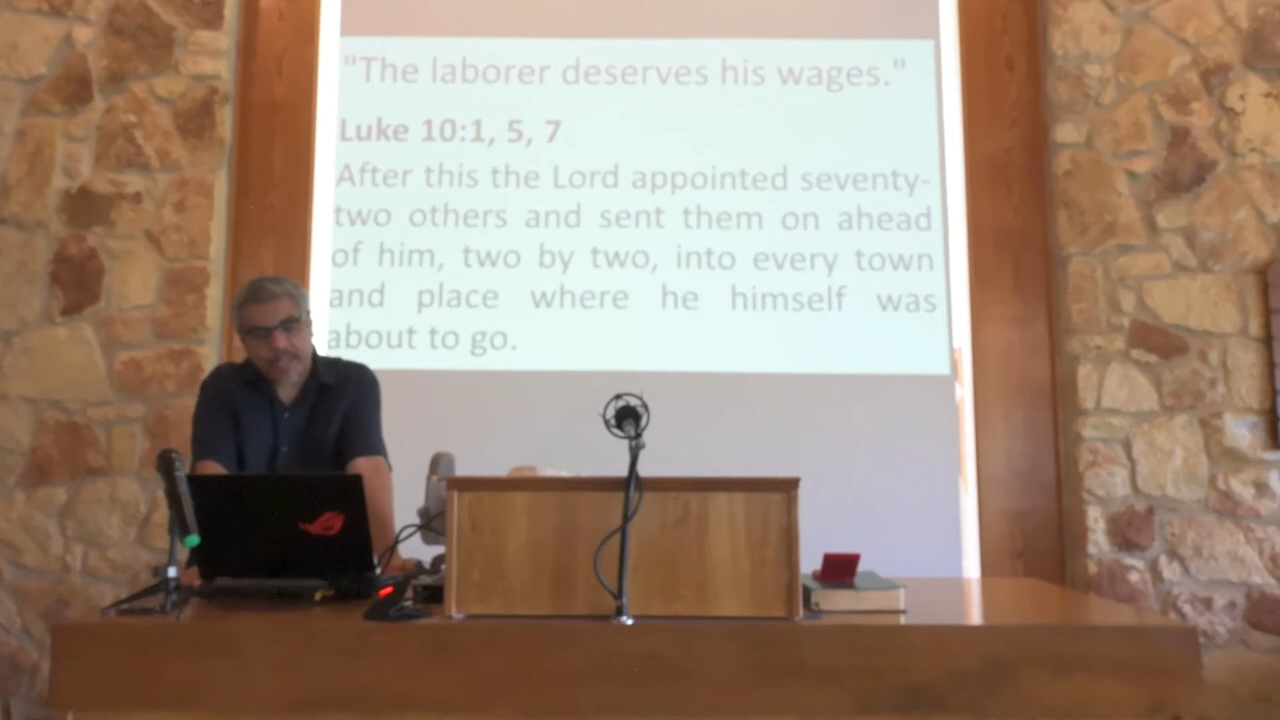 "The laborer deserves his wages."
Luke 10:1, 5, 7
After this the Lord appointed seventy-
two others and sent them on ahead
of him, two by two, into every town
and place where he himself was
about to go.